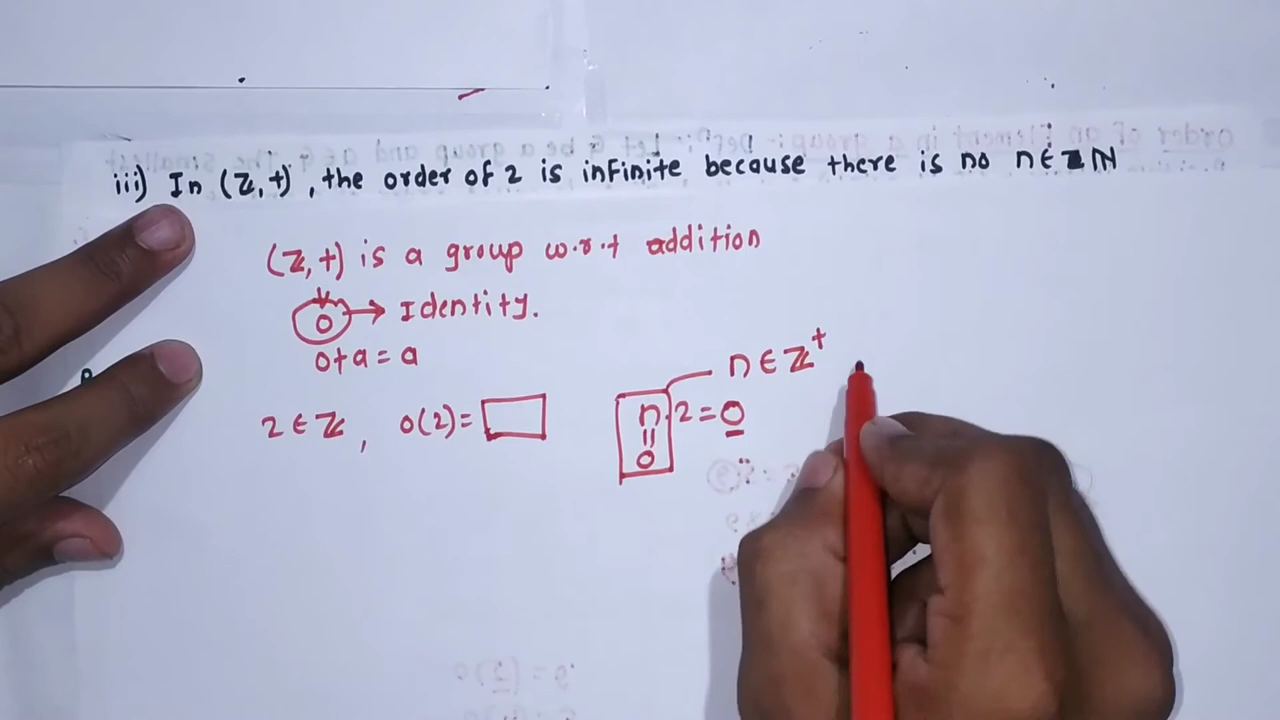 iii) In (ℤ,+), the order of 2 is infinite because there is no n∈ℤ ℕ
(ℤ,+) is a group w.r.t addition
0 → Identity.
0+a=a
n∈ℤ⁺
2∈ℤ, 0(2)=
n.2=0
=
0